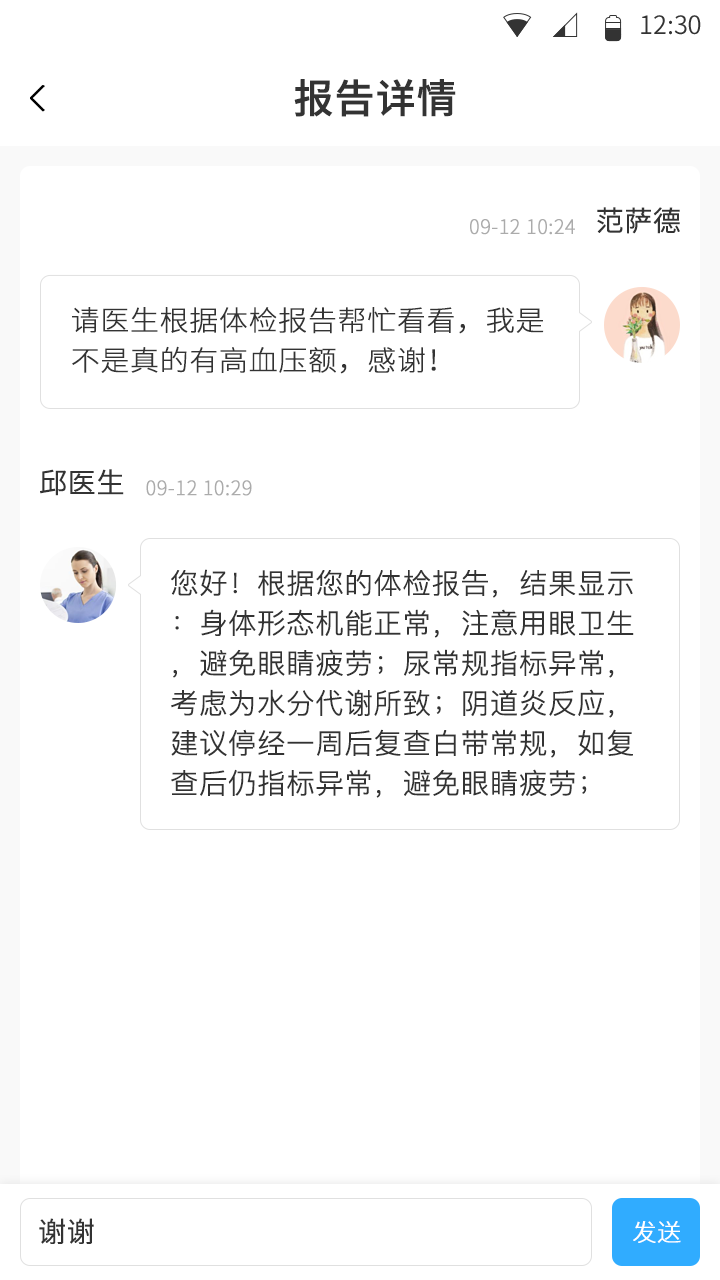 12:30
报告详情
09-12 10:24 范萨德
请医生根据体检报告帮忙看看，我是
不是真的有高血压额，感谢！
邱医生 09-12 10:29
您好！根据您的体检报告，结果显示
：身体形态机能正常，注意用眼卫生
，避免眼睛疲劳；尿常规指标异常，
考虑为水分代谢所致；阴道炎反应，
建议停经一周后复查白带常规，如复
查后仍指标异常，避免眼睛疲劳；
谢谢 发送